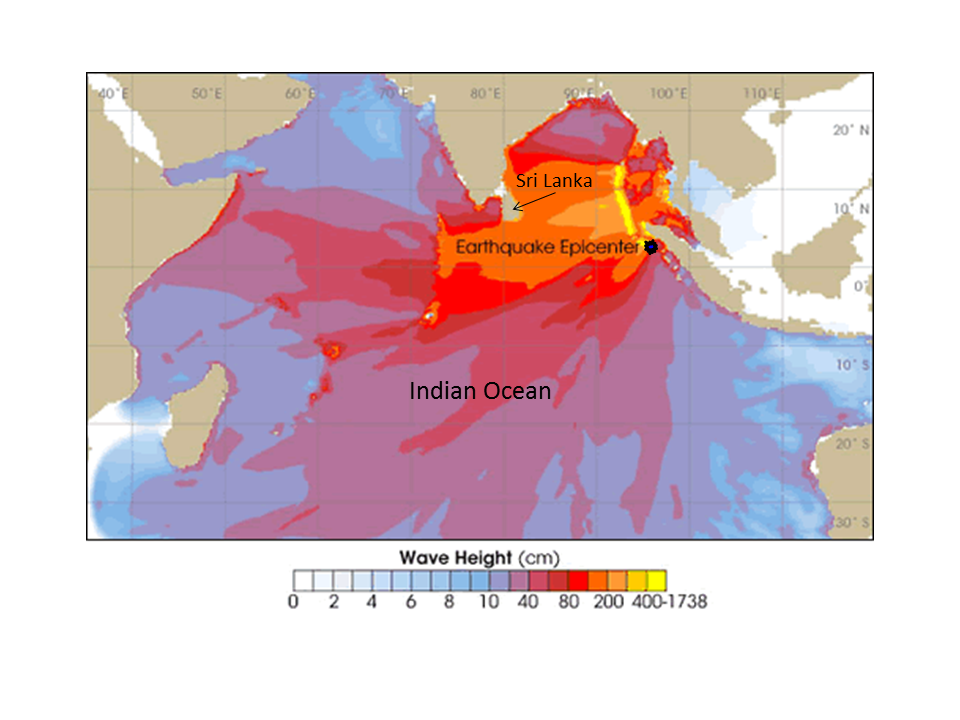 40°E 50°E 60°E 70°E 80°E 90°E 100°E 110°E
20° N
Sri Lanka
10° N
Earthquake Epicenter
0°
10° S
Indian Ocean
20° S
30° S
Wave Height (cm)
0 2 4 6 8 10 40 80 200 400-1738